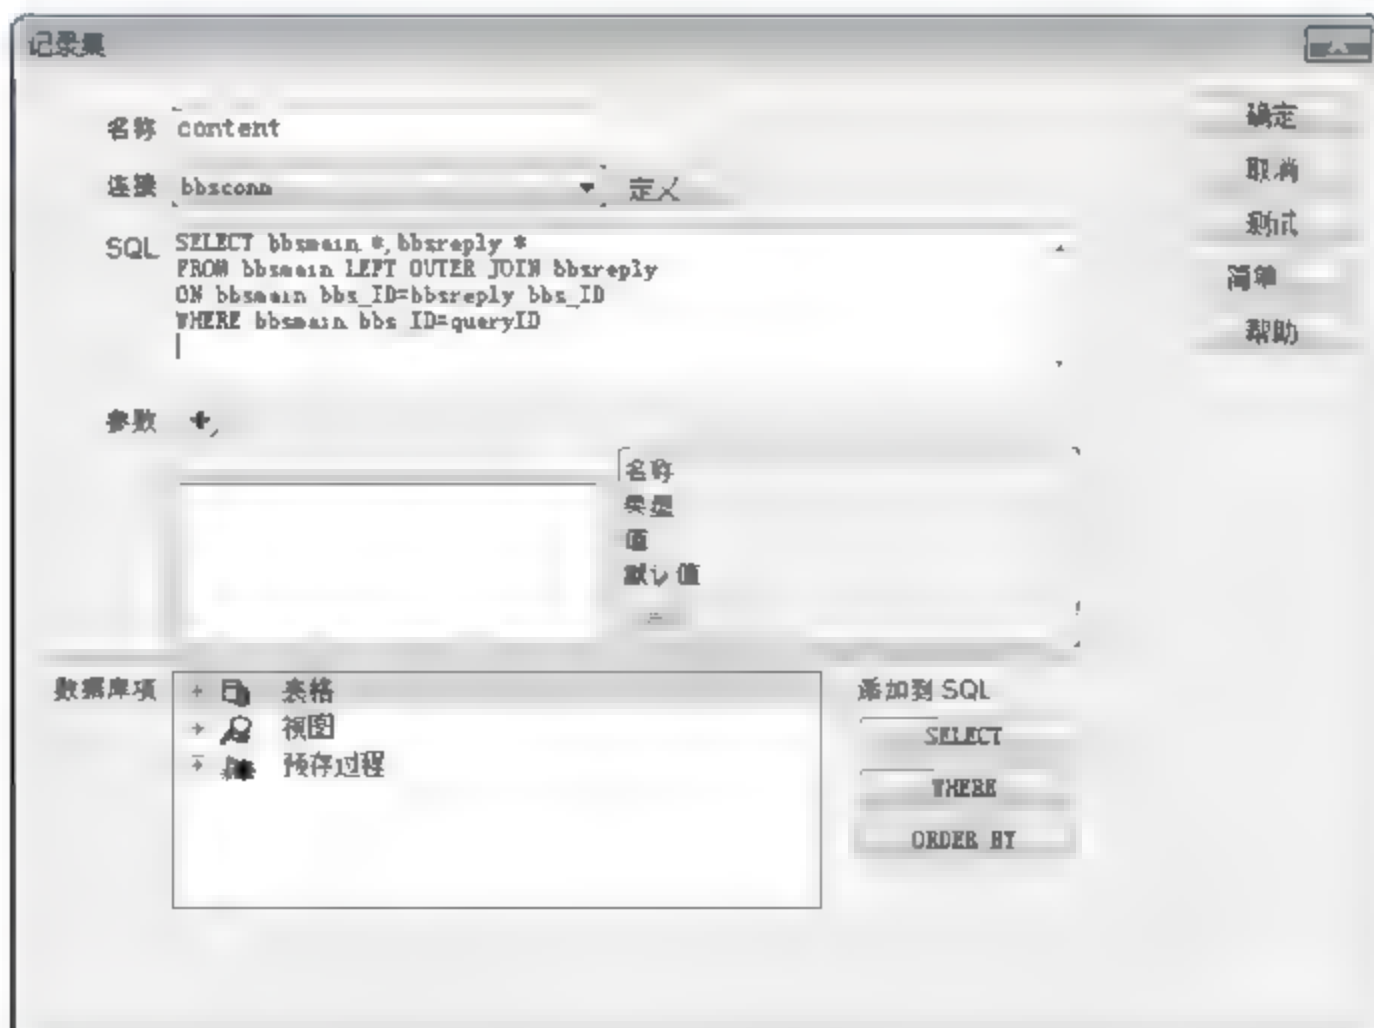 记录集
名称 content
连接 bbsconn 定义
SQL SELECT bbsmain *,bbsreply *
FROM bbsmain LEFT OUTER JOIN bbsreply
ON bbsmain bbs_ID=bbsreply bbs_ID
WHERE bbsmain bbs ID=queryID
确定
取消
测试
简单
帮助
参数
名称
类型
值
默认值
数据库项
表格
视图
预存过程
添加到 SQL
SELECT
WHERE
ORDER BY